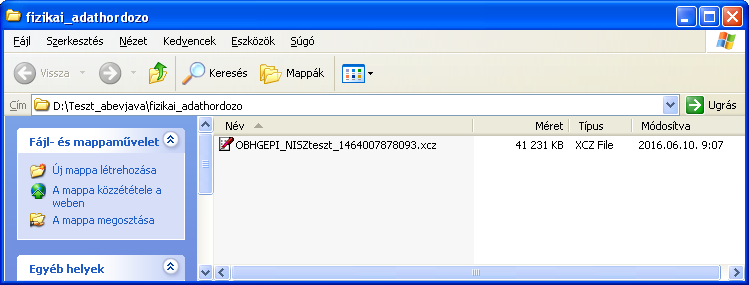 fizikai_adathordozo
Fájl Szerkesztés Nézet Kedvencek Eszközök Súgó
Vissza Keresés Mappák
Cím D:\Teszt_abevjava\fizikai_adathordozo Ugrás
Fájl- és mappaművelet
Új mappa létrehozása
A mappa közzététele a
weben
A mappa megosztása
Egyéb helyek
Név Méret Típus Módosítva
OBHGEPI_NISZteszt_1464007878093.xcz 41 231 KB XCZ File 2016.06.10. 9:07